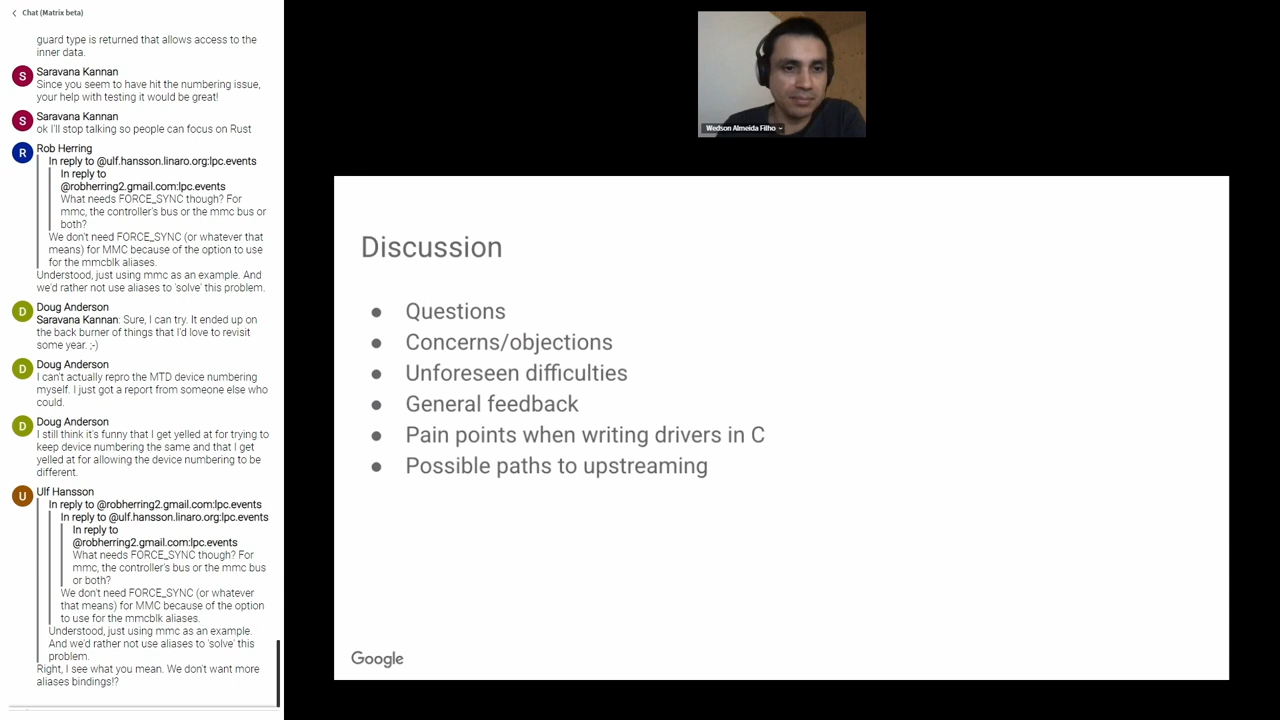 Chat (Matrix beta)
guard type is returned that allows access to the
inner data.
S
Saravana Kannan
Since you seem to have hit the numbering issue,
your help with testing it would be great!
S
Saravana Kannan
ok I'll stop talking so people can focus on Rust
R
Rob Herring
In reply to @ulf.hansson.linaro.org:lpc.events
In reply to
@robherring2.gmail.com:lpc.events
What needs FORCE_SYNC though? For
mmc, the controller's bus or the mmc bus or
both?
We don't need FORCE_SYNC (or whatever that
means) for MMC because of the option to use
for the mmcblk aliases.
Understood, just using mmc as an example. And
we'd rather not use aliases to 'solve' this problem.
D
Doug Anderson
Saravana Kannan: Sure, I can try. It ended up on
the back burner of things that I'd love to revisit
some year. ;-)
D
Doug Anderson
I can't actually repro the MTD device numbering
myself. I just got a report from someone else who
could.
D
Doug Anderson
I still think it's funny that I get yelled at for trying to
keep device numbering the same and that I get
yelled at for allowing the device numbering to be
different.
U
Ulf Hansson
In reply to @robherring2.gmail.com:lpc.events
In reply to @ulf.hansson.linaro.org:lpc.events
In reply to
@robherring2.gmail.com:lpc.events
What needs FORCE_SYNC though? For
mmc, the controller's bus or the mmc bus
or both?
We don't need FORCE_SYNC (or whatever
that means) for MMC because of the option
to use for the mmcblk aliases.
Understood, just using mmc as an example.
And we'd rather not use aliases to 'solve' this
problem.
Right, I see what you mean. We don't want more
aliases bindings!?
Wedson Almeida Filho
Discussion
● Questions
● Concerns/objections
● Unforeseen difficulties
● General feedback
● Pain points when writing drivers in C
● Possible paths to upstreaming
Google